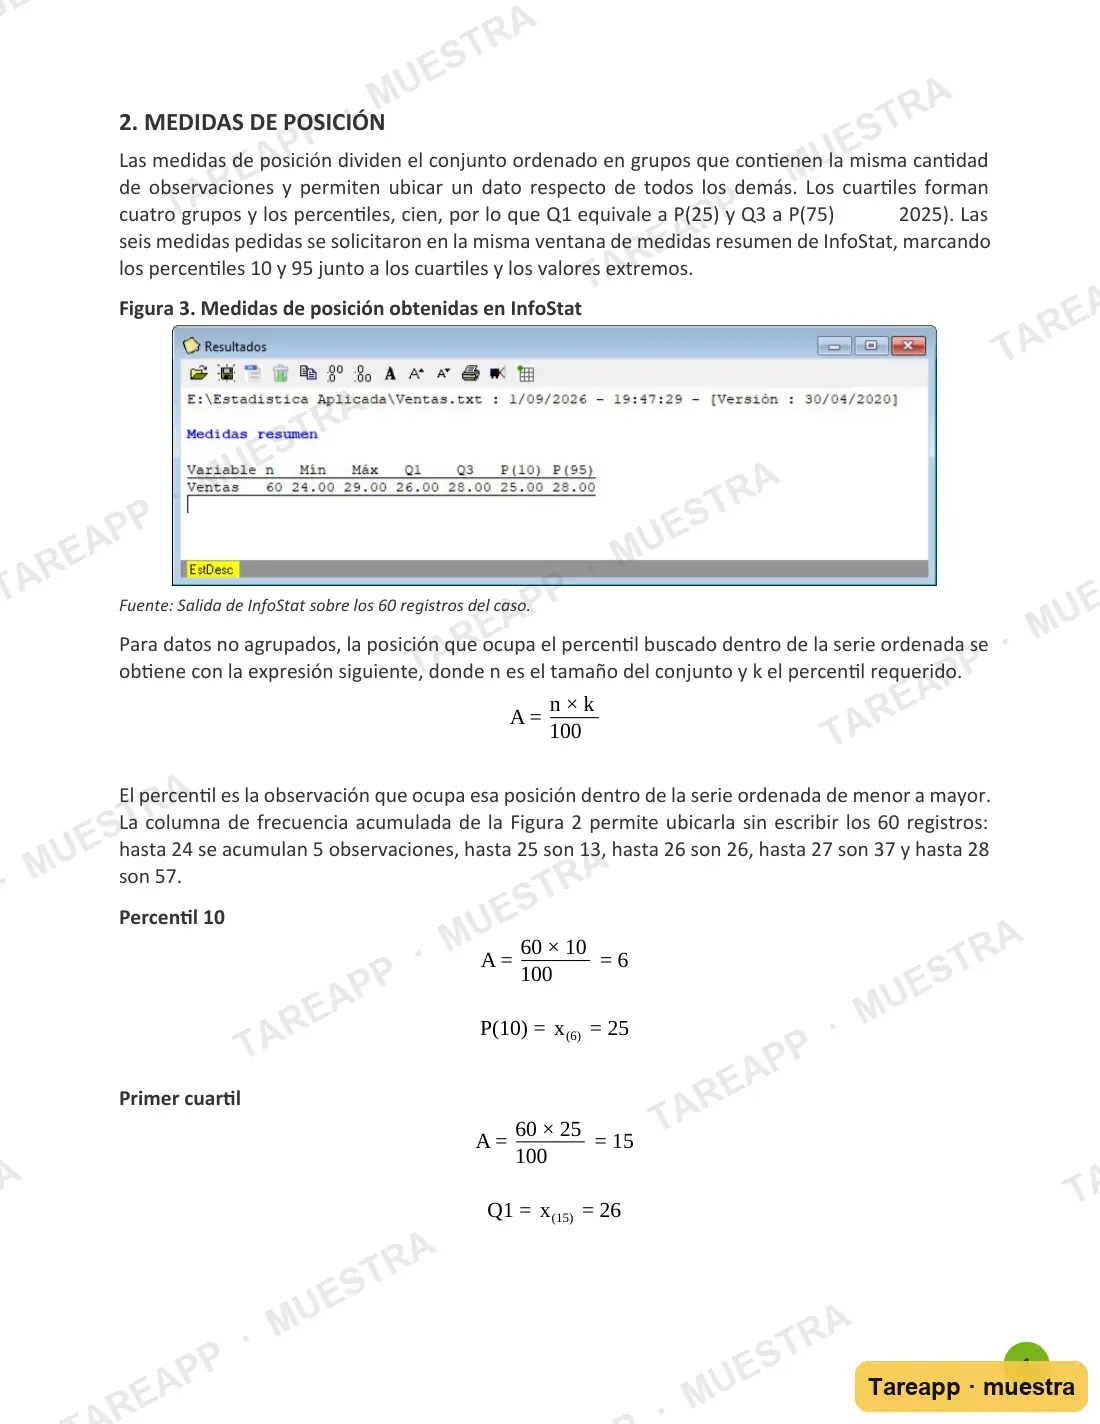 2. MEDIDAS DE POSICIÓN
Las medidas de posición dividen el conjunto ordenado en grupos que contienen la misma cantidad
de observaciones y permiten ubicar un dato respecto de todos los demás. Los cuartiles forman
cuatro grupos y los percentiles, cien, por lo que Q1 equivale a P(25) y Q3 a P(75) 2025). Las
seis medidas pedidas se solicitaron en la misma ventana de medidas resumen de InfoStat, marcando
los percentiles 10 y 95 junto a los cuartiles y los valores extremos.
Figura 3. Medidas de posición obtenidas en InfoStat
Resultados
E:\Estadistica Aplicada\Ventas.txt : 1/09/2026 - 19:47:29 - [Versión : 30/04/2020]
Medidas resumen
Variable n Mín Máx Q1 Q3 P(10) P(95)
Ventas 60 24.00 29.00 26.00 28.00 25.00 28.00
EstDesc
Fuente: Salida de InfoStat sobre los 60 registros del caso.
Para datos no agrupados, la posición que ocupa el percentil buscado dentro de la serie ordenada se
obtiene con la expresión siguiente, donde n es el tamaño del conjunto y k el percentil requerido.
A = n × k
100
El percentil es la observación que ocupa esa posición dentro de la serie ordenada de menor a mayor.
La columna de frecuencia acumulada de la Figura 2 permite ubicarla sin escribir los 60 registros:
hasta 24 se acumulan 5 observaciones, hasta 25 son 13, hasta 26 son 26, hasta 27 son 37 y hasta 28
son 57.
Percentil 10
A = 60 × 10 = 6
100
P(10) = x(6) = 25
Primer cuartil
A = 60 × 25 = 15
100
Q1 = x(15) = 26
Tareapp · muestra
TAREAPP · MUESTRA